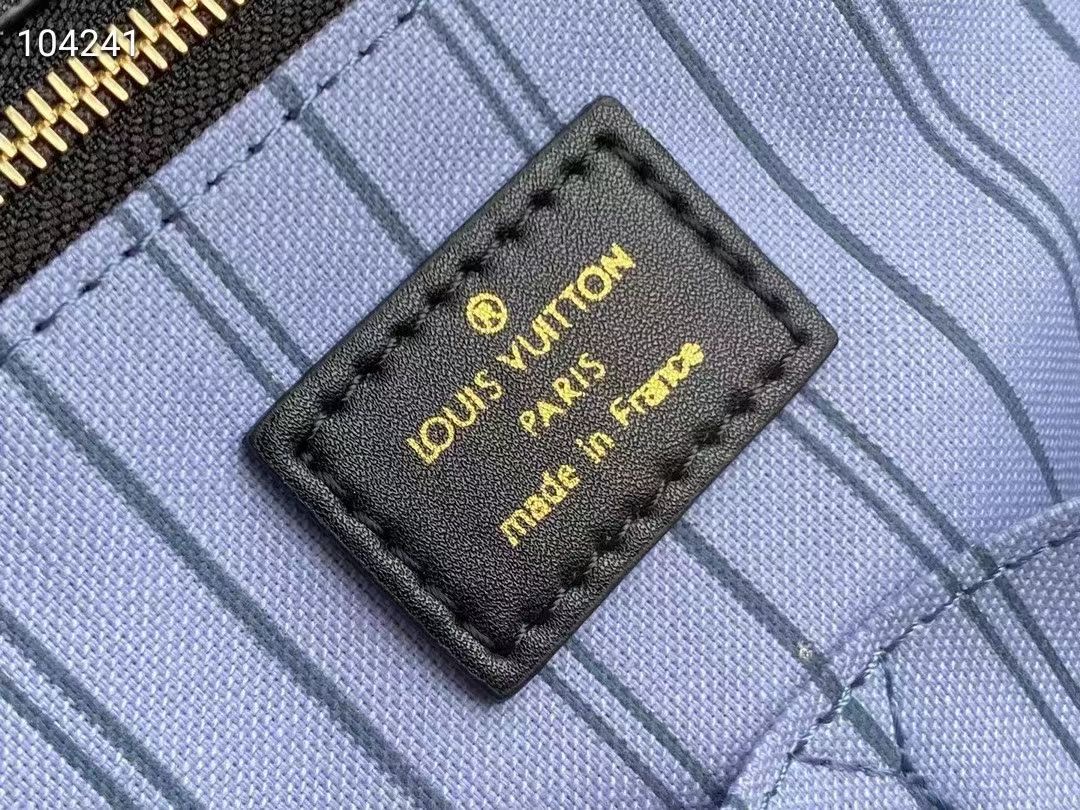 104241
®
LOUIS VUITTON
PARIS
made in France